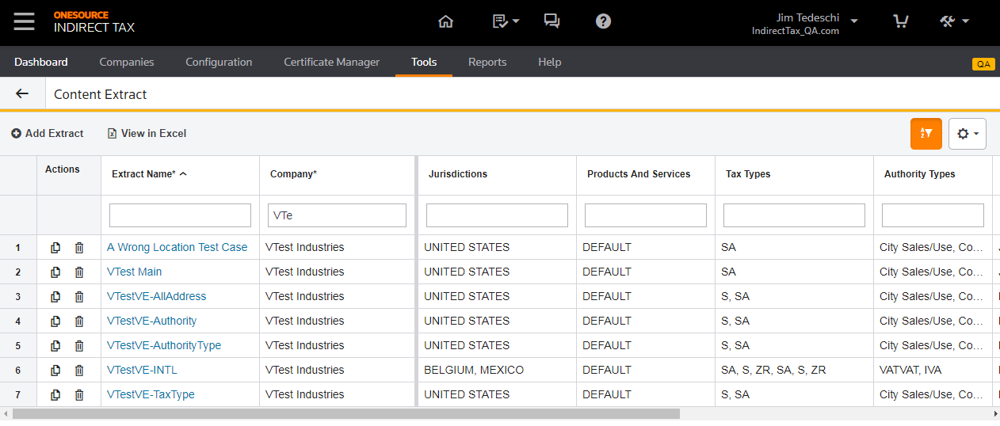 ONESOURCE
INDIRECT TAX
Jim Tedeschi
IndirectTax_QA.com
Dashboard Companies Configuration Certificate Manager Tools Reports Help QA
Content Extract
Add Extract View in Excel
Actions Extract Name* Company* Jurisdictions Products And Services Tax Types Authority Types
VTe
1 A Wrong Location Test Case VTest Industries UNITED STATES DEFAULT SA City Sales/Use, Co...
2 VTest Main VTest Industries UNITED STATES DEFAULT SA City Sales/Use, Co...
3 VTestVE-AllAddress VTest Industries UNITED STATES DEFAULT S, SA City Sales/Use, Co...
4 VTestVE-Authority VTest Industries UNITED STATES DEFAULT S, SA City Sales/Use, Co...
5 VTestVE-AuthorityType VTest Industries UNITED STATES DEFAULT S, SA City Sales/Use, Co...
6 VTestVE-INTL VTest Industries BELGIUM, MEXICO DEFAULT SA, S, ZR, SA, S, ZR VATVAT, IVA
7 VTestVE-TaxType VTest Industries UNITED STATES DEFAULT S, SA City Sales/Use, Co...